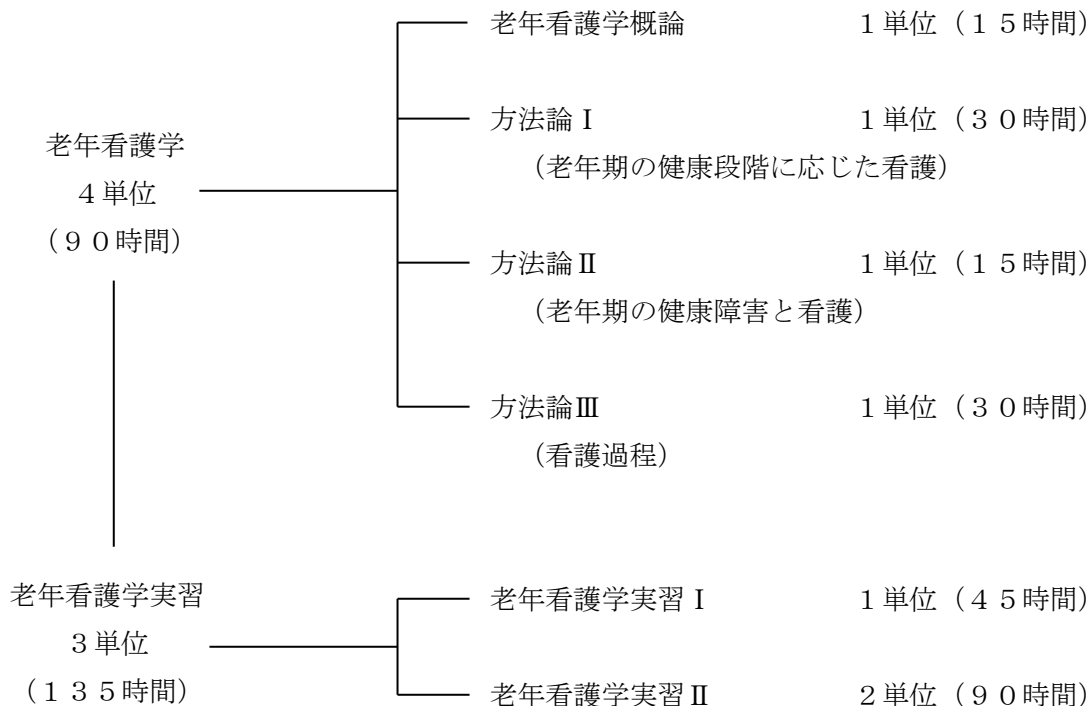 老年看護学概論 １単位（１５時間）
方法論Ⅰ １単位（３０時間）
（老年期の健康段階に応じた看護）
老年看護学
４単位
（９０時間）
方法論Ⅱ １単位（１５時間）
（老年期の健康障害と看護）
方法論Ⅲ １単位（３０時間）
（看護過程）
老年看護学実習
３単位
（１３５時間）
老年看護学実習Ⅰ １単位（４５時間）
老年看護学実習Ⅱ ２単位（９０時間）